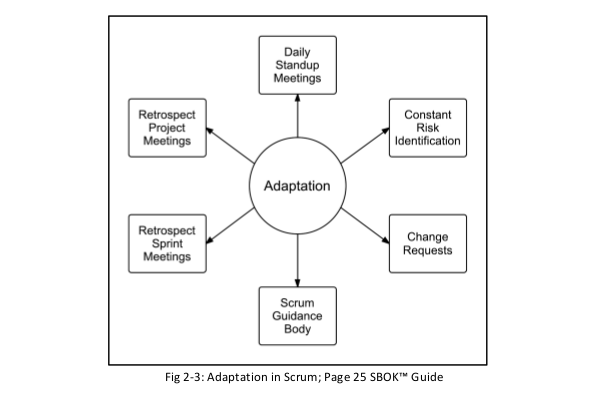 Daily
Standup
Meetings
Retrospect
Project
Meetings
Constant
Risk
Identification
Adaptation
Retrospect
Sprint
Meetings
Change
Requests
Scrum
Guidance
Body
Fig 2-3: Adaptation in Scrum; Page 25 SBOK™ Guide